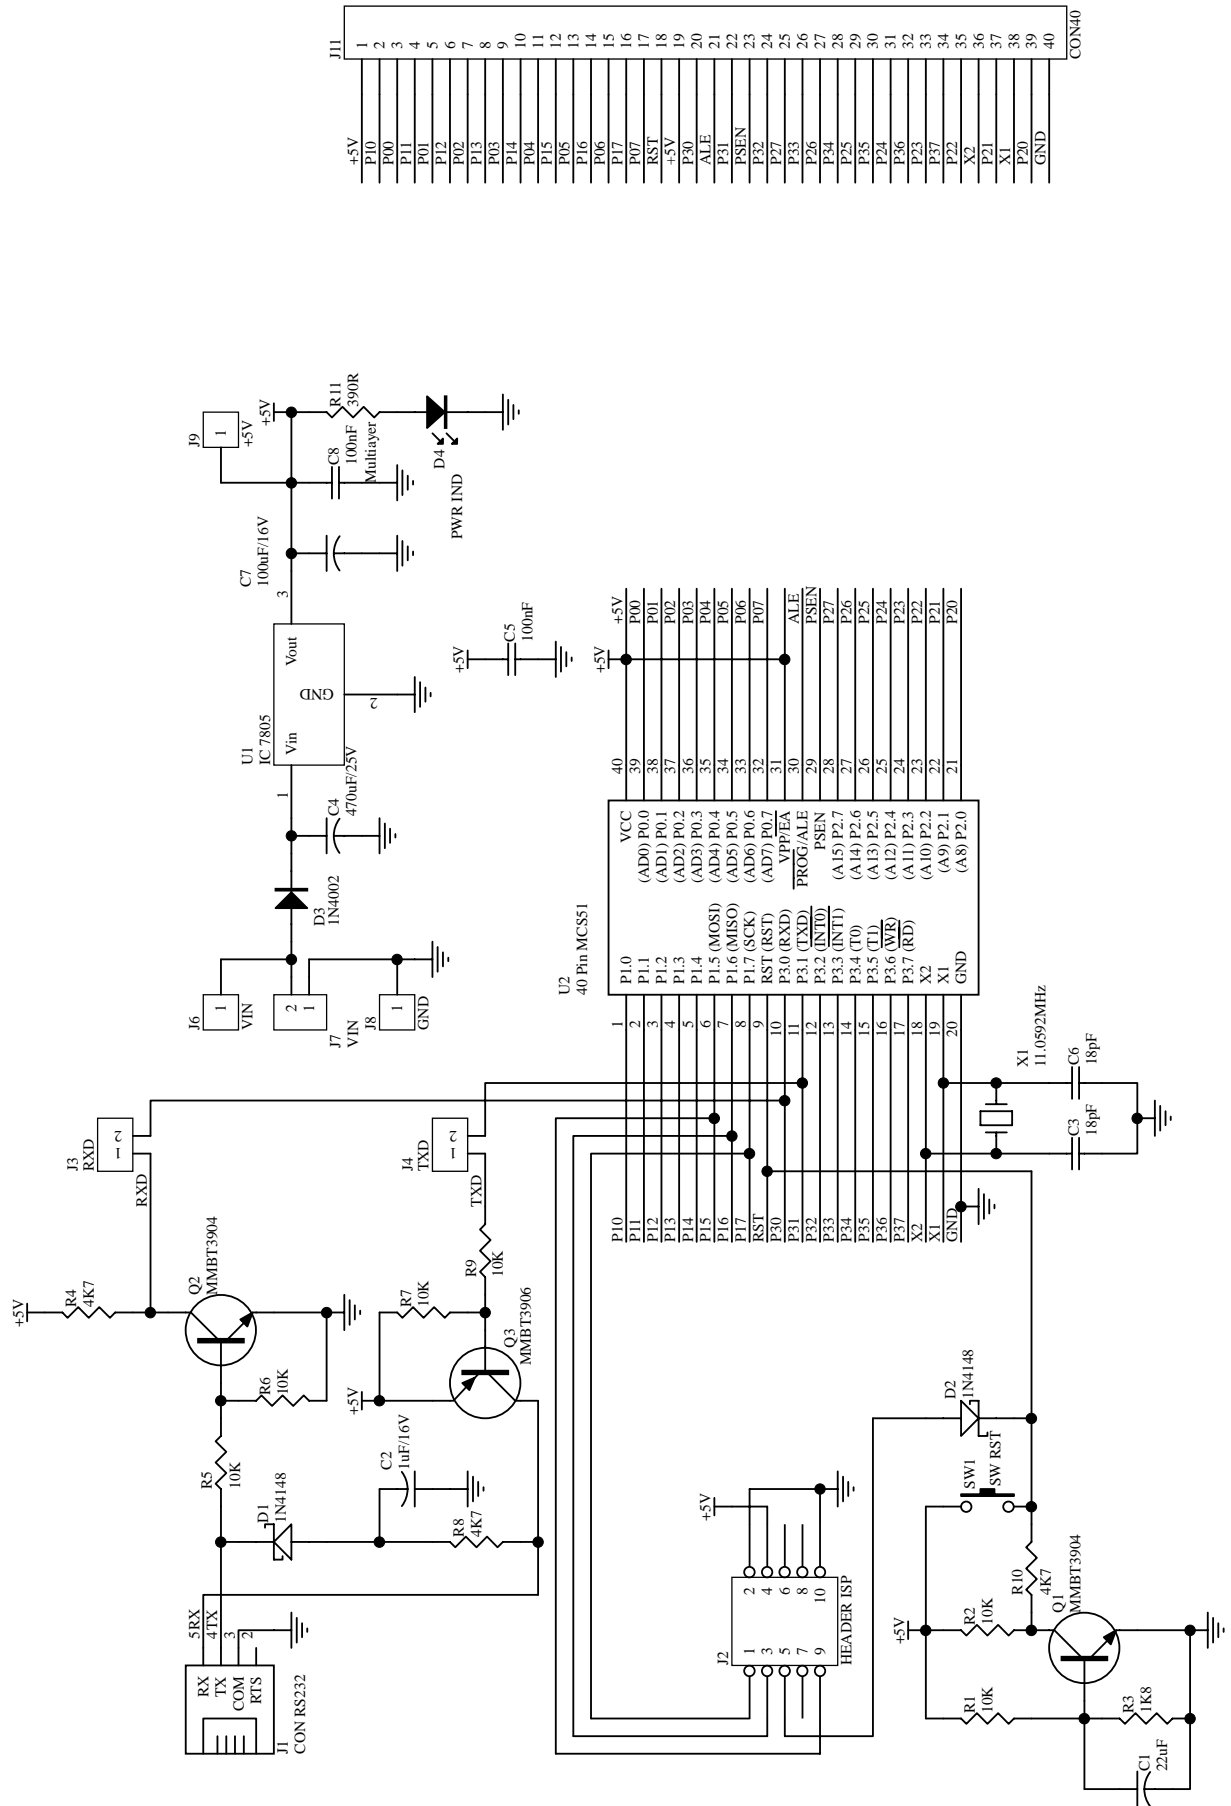 J11
+5V 1
P10 2
P00 3
P11 4
P01 5
P12 6
P02 7
P13 8
P03 9
P14 10
P04 11
P15 12
P05 13
P16 14
P06 15
P17 16
P07 17
RST 18
+5V 19
P30 20
ALE 21
P31 22
PSEN 23
P32 24
P27 25
P33 26
P26 27
P34 28
P25 29
P35 30
P24 31
P36 32
P23 33
P37 34
P22 35
X2 36
P21 37
X1 38
P20 39
GND 40
CON40
J6
1
VIN
2
1
J7
VIN
J8
1
GND
D3
1N4002
C4
470uF/25V
U1
IC 7805
1
Vin
Vout
GND
3
2
C7
100uF/16V
J9
1
+5V
+5V
C8
100nF
Multiayer
R11
390R
D4
PWR IND
+5V
C5
100nF
J3
RXD
1 2
RXD
+5V
R4
4K7
Q2
MMBT3904
R5
10K
R6
10K
D1
1N4148
C2
1uF/16V
R8
4K7
+5V
R7
10K
Q3
MMBT3906
R9
10K
TXD
J4
TXD
1 2
J1
CON RS232
RX
TX
COM
RTS
5 RX
4 TX
3
2
U2
40 Pin MCS51
P10 1 P1.0
P11 2 P1.1
P12 3 P1.2
P13 4 P1.3
P14 5 P1.4
P15 6 P1.5 (MOSI)
P16 7 P1.6 (MISO)
P17 8 P1.7 (SCK)
RST 9 RST (RST)
P30 10 P3.0 (RXD)
P31 11 P3.1 (TXD)
P32 12 P3.2 (INT0)
P33 13 P3.3 (INT1)
P34 14 P3.4 (T0)
P35 15 P3.5 (T1)
P36 16 P3.6 (WR)
P37 17 P3.7 (RD)
X2 18 X2
X1 19 X1
GND 20 GND
+5V
VCC 40 +5V
(AD0) P0.0 39 P00
(AD1) P0.1 38 P01
(AD2) P0.2 37 P02
(AD3) P0.3 36 P03
(AD4) P0.4 35 P04
(AD5) P0.5 34 P05
(AD6) P0.6 33 P06
(AD7) P0.7 32 P07
VPP/EA 31
PROG/ALE 30 ALE
PSEN 29 PSEN
(A15) P2.7 28 P27
(A14) P2.6 27 P26
(A13) P2.5 26 P25
(A12) P2.4 25 P24
(A11) P2.3 24 P23
(A10) P2.2 23 P22
(A9) P2.1 22 P21
(A8) P2.0 21 P20
X1
11.0592MHz
C3
18pF
C6
18pF
J2
1 2
3 4
5 6
7 8
9 10
HEADER ISP
+5V
D2
1N4148
+5V
SW1
SW RST
R1
10K
R2
10K
R10
4K7
Q1
MMBT3904
R3
1K8
C1
22uF